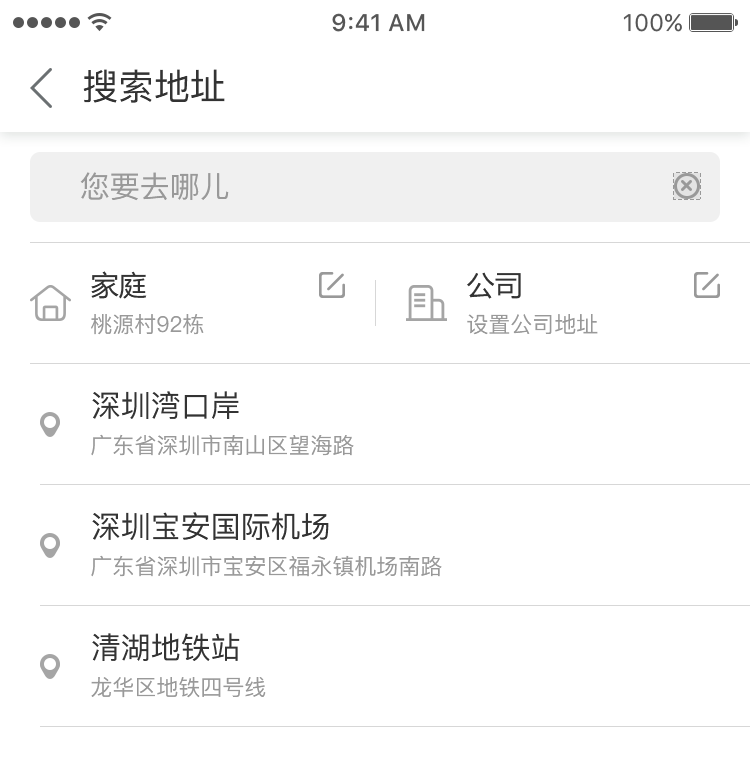 9:41 AM 100%
搜索地址
您要去哪儿
家庭 公司
桃源村92栋 设置公司地址
深圳湾口岸
广东省深圳市南山区望海路
深圳宝安国际机场
广东省深圳市宝安区福永镇机场南路
清湖地铁站
龙华区地铁四号线